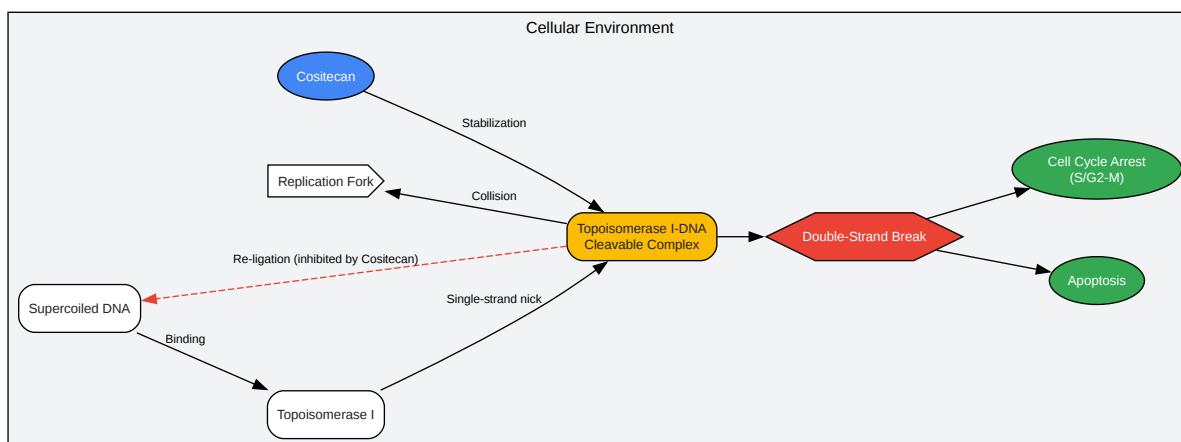 Cellular Environment
Cositecan
Stabilization
Replication Fork
Collision
Cell Cycle Arrest
(S/G2-M)
Topoisomerase I-DNA
Cleavable Complex
Double-Strand Break
Re-ligation (inhibited by Cositecan)
Apoptosis
Supercoiled DNA
Single-strand nick
Binding
Topoisomerase I